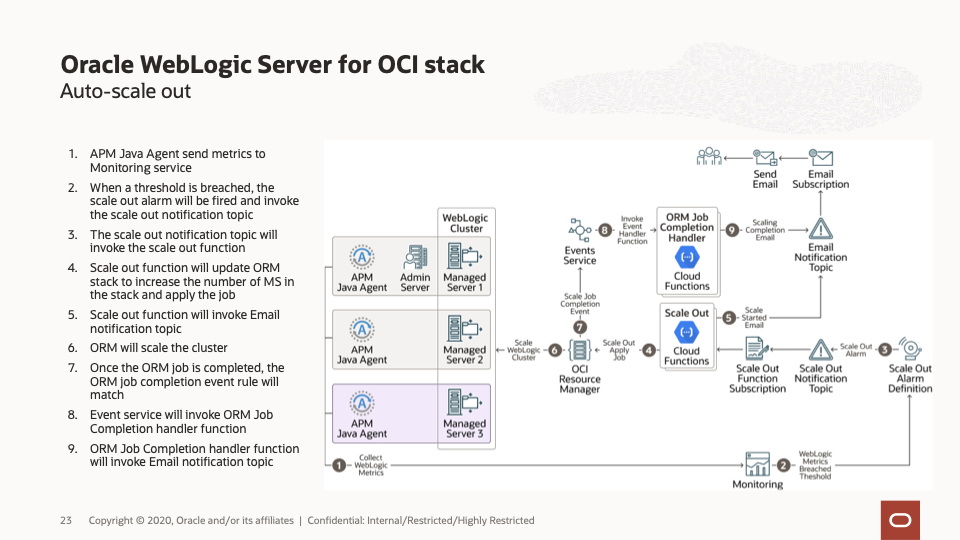 Oracle WebLogic Server for OCI stack
Auto-scale out
1. APM Java Agent send metrics to
Monitoring service
2. When a threshold is breached, the
scale out alarm will be fired and invoke
the scale out notification topic
3. The scale out notification topic will
invoke the scale out function
4. Scale out function will update ORM
stack to increase the number of MS in
the stack and apply the job
5. Scale out function will invoke Email
notification topic
6. ORM will scale the cluster
7. Once the ORM job is completed, the
ORM job completion event rule will
match
8. Event service will invoke ORM Job
Completion handler function
9. ORM Job Completion handler function
will invoke Email notification topic
Send
Email
Email
Subscription
WebLogic
Cluster
A
APM
Java Agent
Admin
Server
Managed
Server 1
A
APM
Java Agent
Managed
Server 2
A
APM
Java Agent
Managed
Server 3
Events
Service
8
Invoke
Event
Handler
Function
ORM Job
Completion
Handler
Cloud
Functions
9
Scaling
Completion
Email
Email
Notification
Topic
Scale Job
Completion
Event
7
Scale
WebLogic
Cluster
6
OCI
Resource
Manager
Scale Out
Apply
Job
4
Scale Out
Cloud
Functions
5
Scale
Started
Email
Scale Out
Function
Subscription
Scale Out
Notification
Topic
Scale Out
Alarm
3
Scale Out
Alarm
Definition
1
Collect
WebLogic
Metrics
Monitoring
2
WebLogic
Metrics
Breached
Threshold
23 Copyright © 2020, Oracle and/or its affiliates | Confidential: Internal/Restricted/Highly Restricted